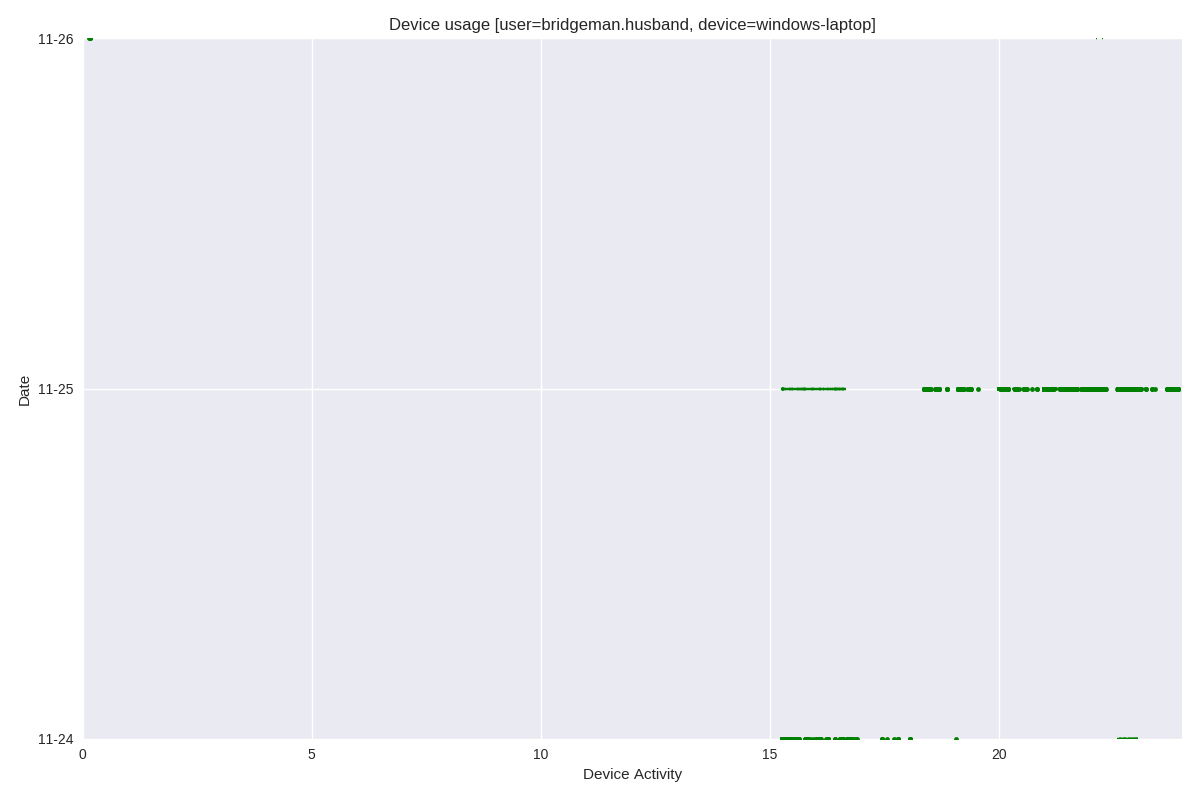 Device usage [user=bridgeman.husband, device=windows-laptop]
11-26
11-25
11-24
Date
0
5
10
15
20
Device Activity